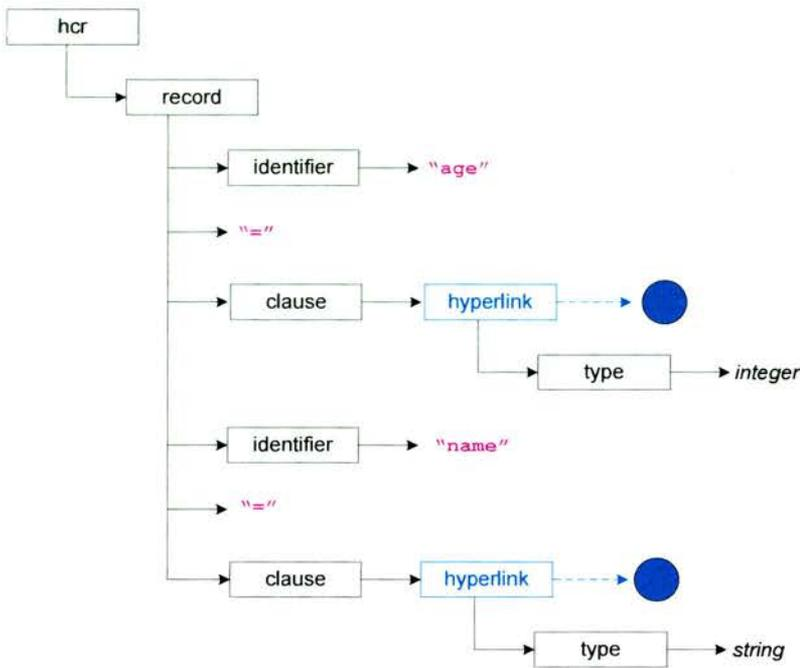 hcr
record
identifier "age"
"="
clause hyperlink
type integer
identifier "name"
"="
clause hyperlink
type string